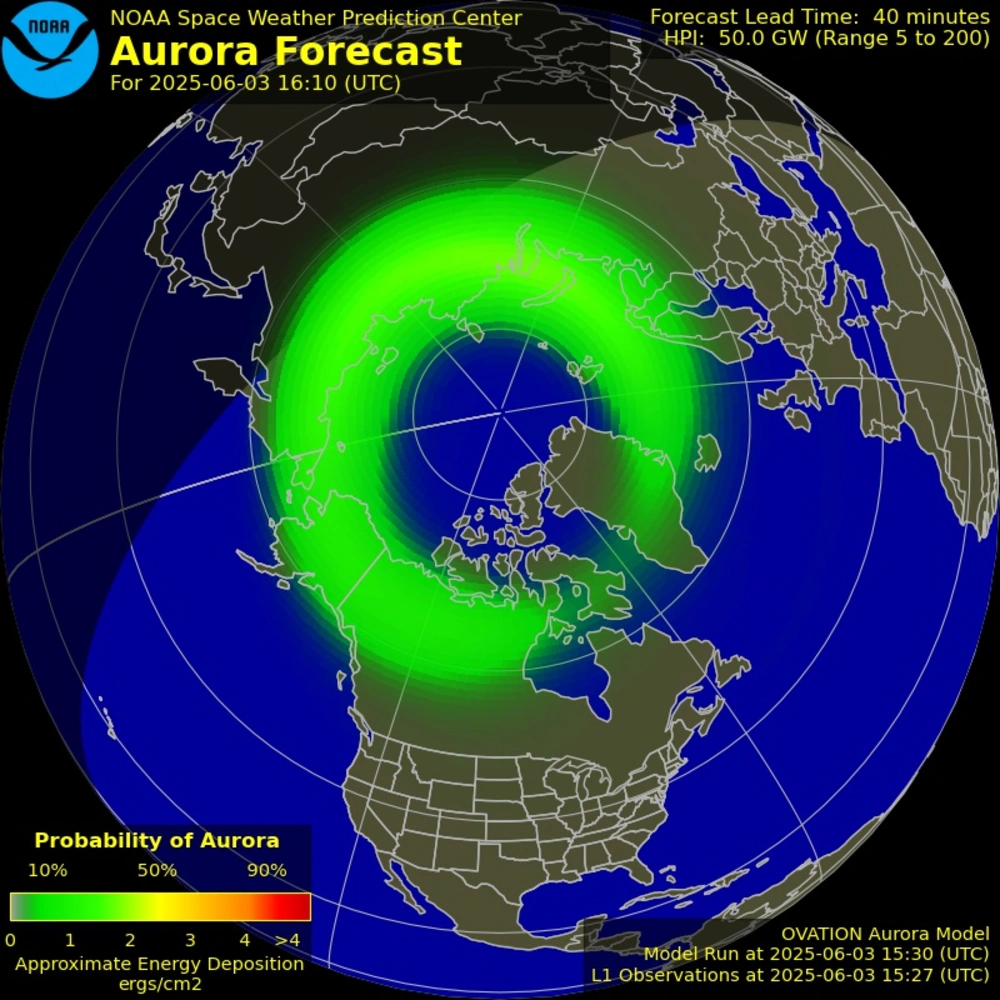 NOAA
NOAA Space Weather Prediction Center
Aurora Forecast
For 2025-06-03 16:10 (UTC)
Forecast Lead Time: 40 minutes
HPI: 50.0 GW (Range 5 to 200)
Probability of Aurora
10% 50% 90%
0 1 2 3 4 >4
Approximate Energy Deposition
ergs/cm2
OVATION Aurora Model
Model Run at 2025-06-03 15:30 (UTC)
L1 Observations at 2025-06-03 15:27 (UTC)